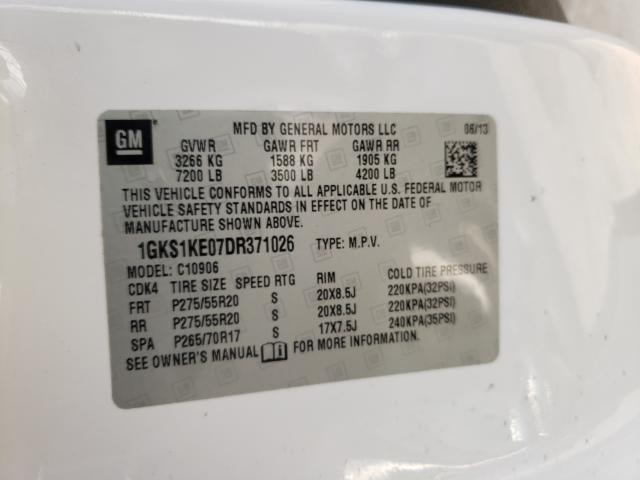 GM
MFD BY GENERAL MOTORS LLC 06/13
GVWR GAWR FRT GAWR RR
3266 KG 1588 KG 1905 KG
7200 LB 3500 LB 4200 LB
THIS VEHICLE CONFORMS TO ALL APPLICABLE U.S. FEDERAL MOTOR
VEHICLE SAFETY STANDARDS IN EFFECT ON THE DATE OF
MANUFACTURE SHOWN ABOVE.
1GKS1KE07DR371026 TYPE: M.P.V.
MODEL: C10906
CDK4 TIRE SIZE SPEED RTG RIM COLD TIRE PRESSURE
FRT P275/55R20 S 20X8.5J 220KPA(32PSI)
RR P275/55R20 S 20X8.5J 220KPA(32PSI)
SPA P265/70R17 S 17X7.5J 240KPA(35PSI)
SEE OWNER'S MANUAL FOR MORE INFORMATION.